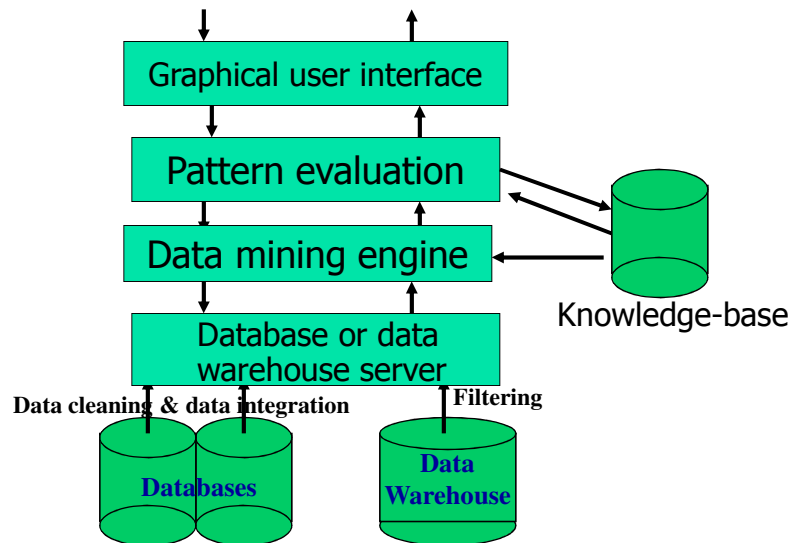 Graphical user interface
Pattern evaluation
Data mining engine
Knowledge-base
Database or data
warehouse server
Data cleaning & data integration
Filtering
Databases
Data
Warehouse